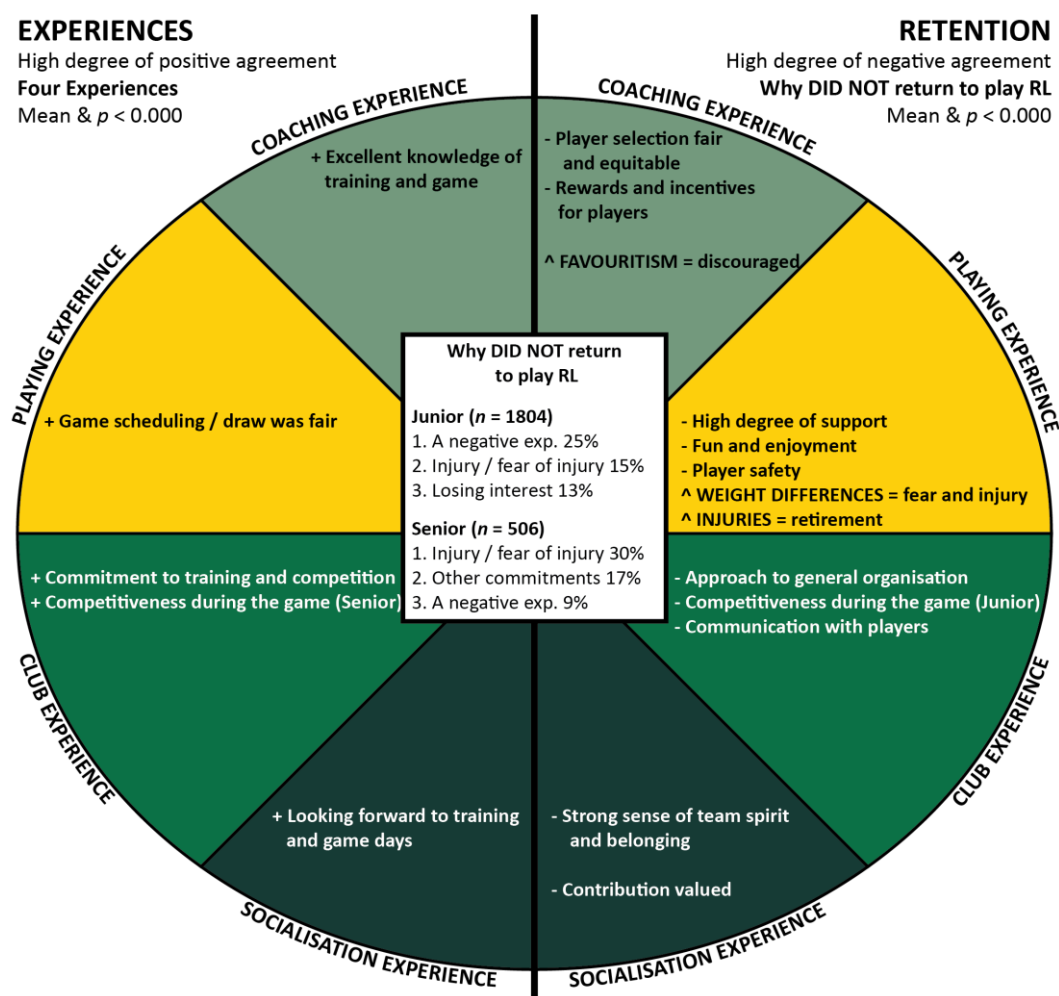 EXPERIENCES
High degree of positive agreement
Four Experiences
Mean & p < 0.000
RETENTION
High degree of negative agreement
Why DID NOT return to play RL
Mean & p < 0.000
COACHING EXPERIENCE
+ Excellent knowledge of
training and game
COACHING EXPERIENCE
- Player selection fair
and equitable
- Rewards and incentives
for players
^ FAVOURITISM = discouraged
PLAYING EXPERIENCE
+ Game scheduling / draw was fair
Why DID NOT return
to play RL
Junior (n = 1804)
1. A negative exp. 25%
2. Injury / fear of injury 15%
3. Losing interest 13%
Senior (n = 506)
1. Injury / fear of injury 30%
2. Other commitments 17%
3. A negative exp. 9%
PLAYING EXPERIENCE
- High degree of support
- Fun and enjoyment
- Player safety
^ WEIGHT DIFFERENCES = fear and injury
^ INJURIES = retirement
+ Commitment to training and competition
+ Competitiveness during the game (Senior)
CLUB EXPERIENCE
- Approach to general organisation
- Competitiveness during the game (Junior)
- Communication with players
CLUB EXPERIENCE
+ Looking forward to training
and game days
SOCIALISATION EXPERIENCE
- Strong sense of team spirit
and belonging
- Contribution valued
SOCIALISATION EXPERIENCE